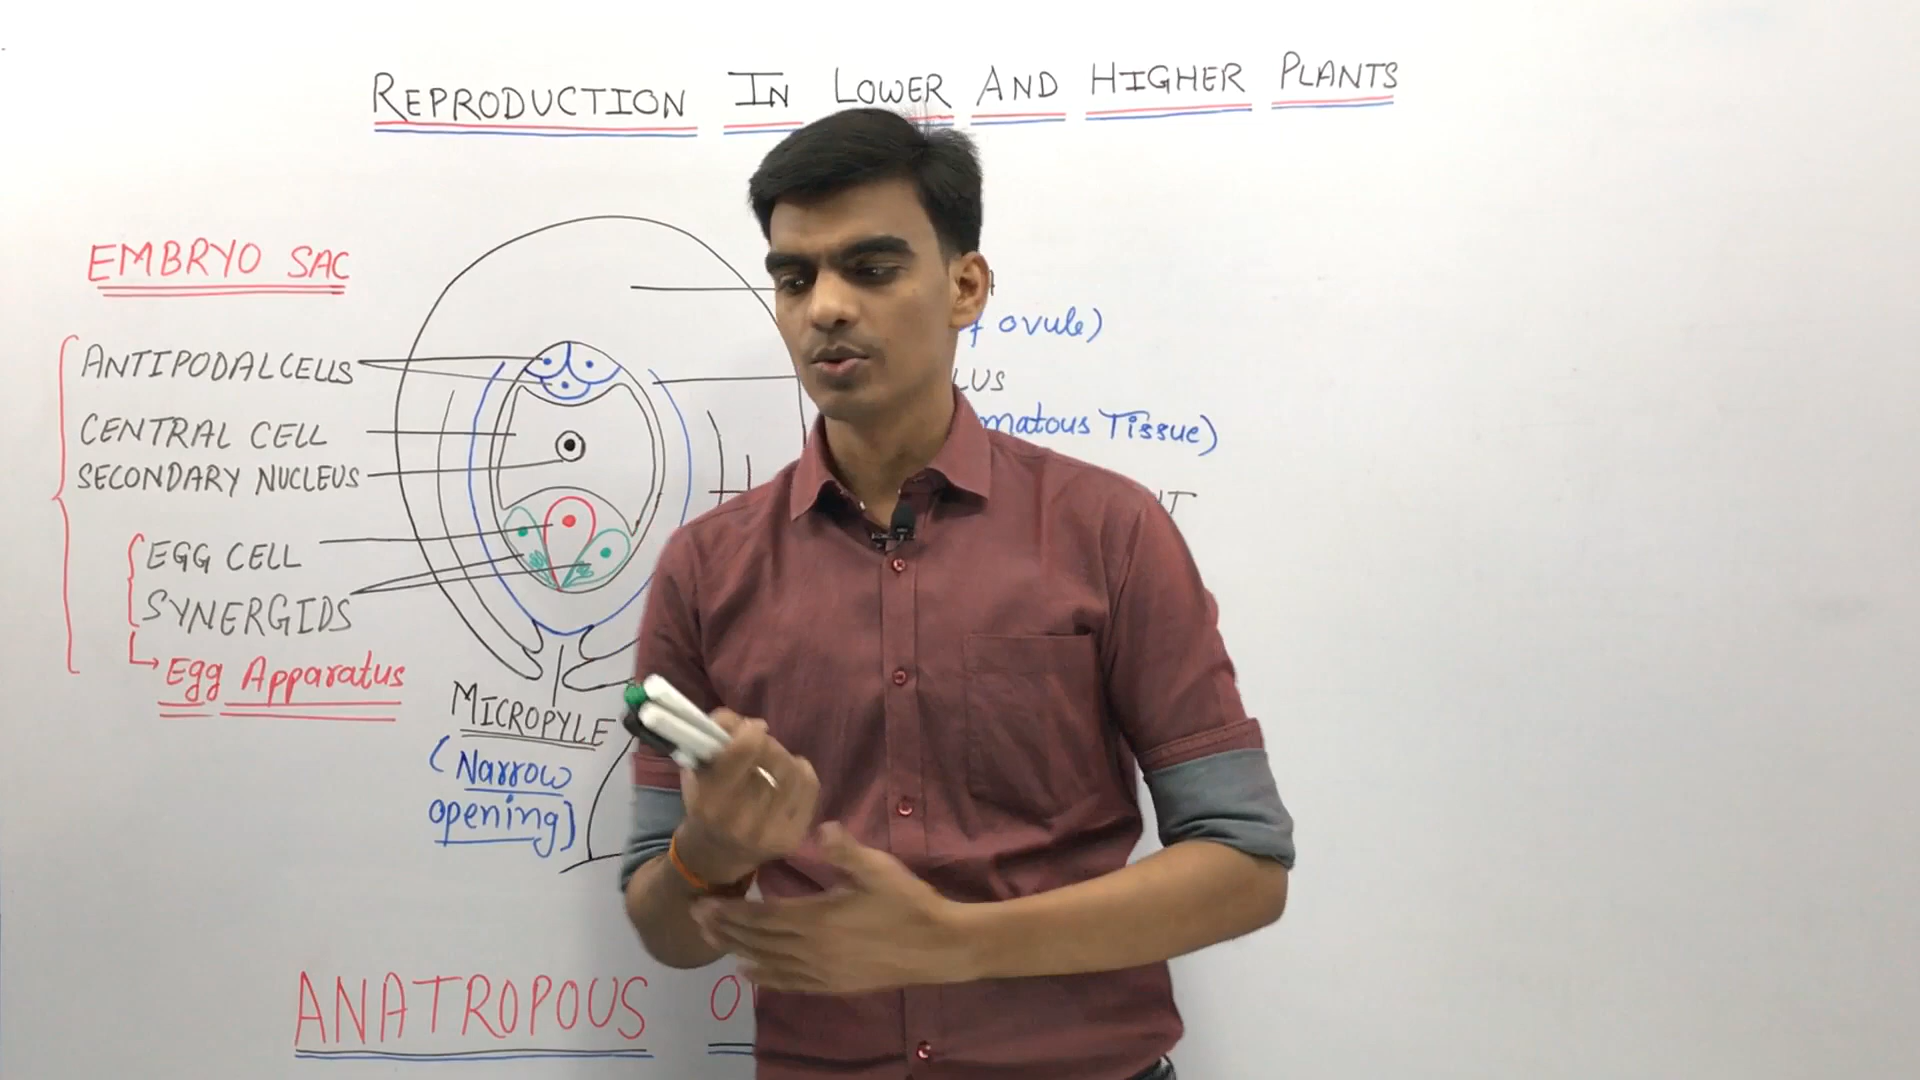 REPRODUCTION IN LOWER AND HIGHER PLANTS
EMBRYO SAC
ANTIPODAL CELLS
CENTRAL CELL
SECONDARY NUCLEUS
EGG CELL
SYNERGIDS
Egg Apparatus
MICROPYLE
(Narrow
opening)
ovule)
Tissue)
ANATROPOUS